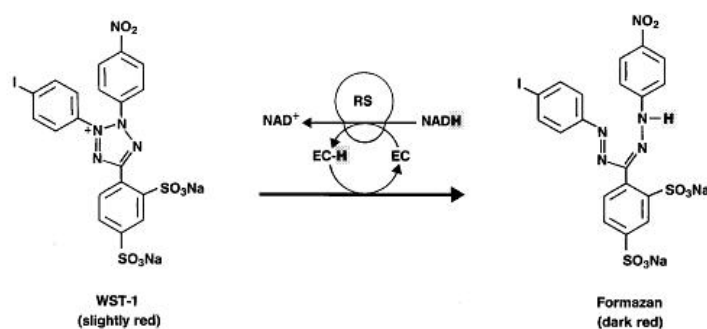 NO₂
I
N
+
N
N
N
SO₃Na
SO₃Na
WST-1
(slightly red)
RS
NAD⁺
NADH
EC-H
EC
NO₂
I
N–H
N
N
N
SO₃Na
SO₃Na
Formazan
(dark red)